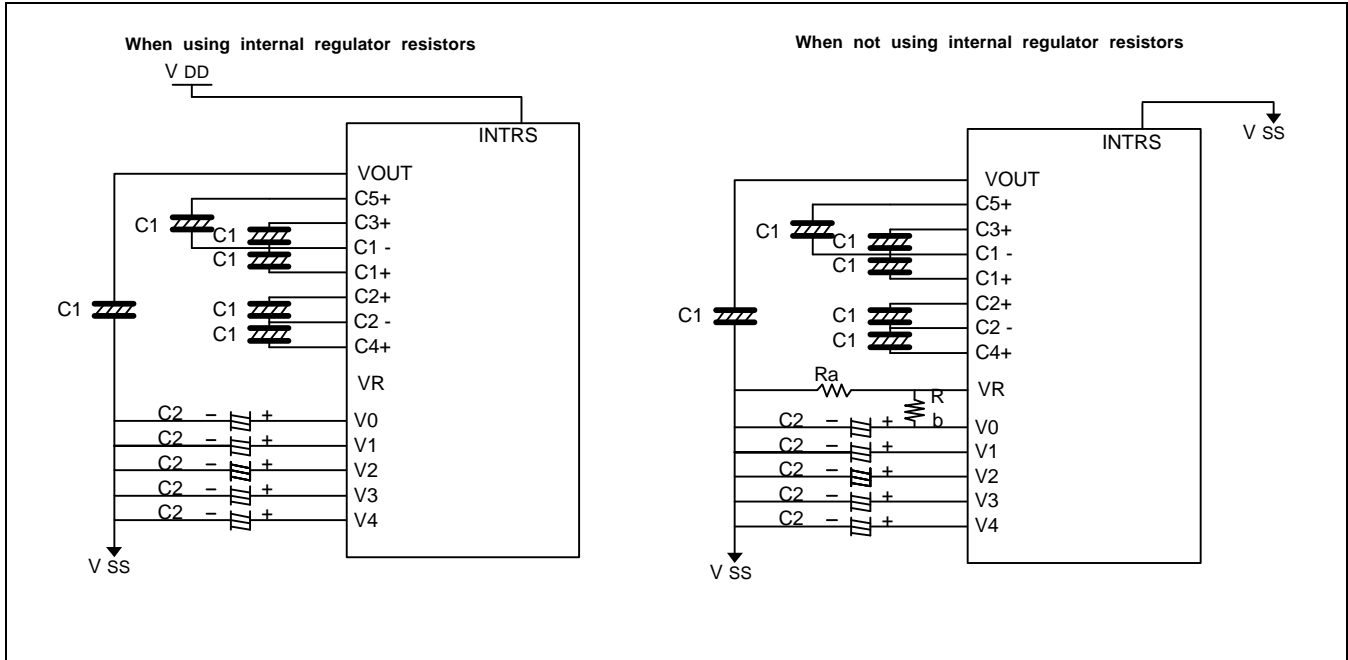 When using internal regulator resistors
V DD
INTRS
VOUT
C5+
C1
C3+
C1
C1 -
C1
C1+
C2+
C1
C1
C2 -
C1
C4+
VR
C2 - + V0
C2 - + V1
C2 - + V2
C2 - + V3
C2 - + V4
V SS
When not using internal regulator resistors
V SS
INTRS
VOUT
C5+
C1
C3+
C1
C1 -
C1
C1+
C2+
C1
C1
C2 -
C1
C4+
Ra
VR
R
b
C2 - + V0
C2 - + V1
C2 - + V2
C2 - + V3
C2 - + V4
V SS